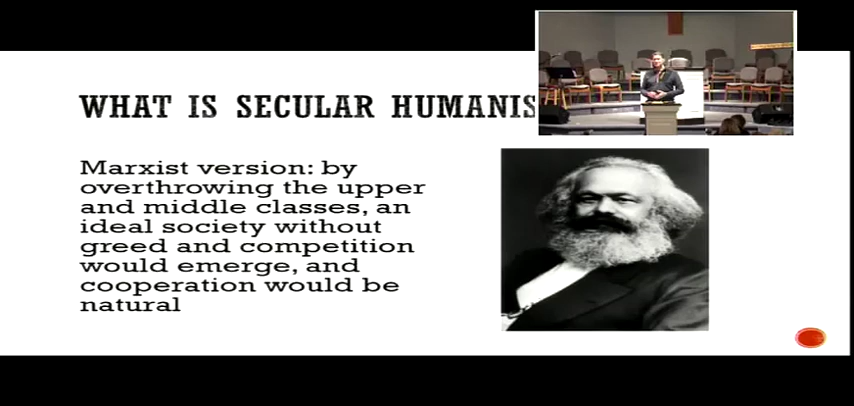 WHAT IS SECULAR HUMANIS
Marxist version: by
overthrowing the upper
and middle classes, an
ideal society without
greed and competition
would emerge, and
cooperation would be
natural